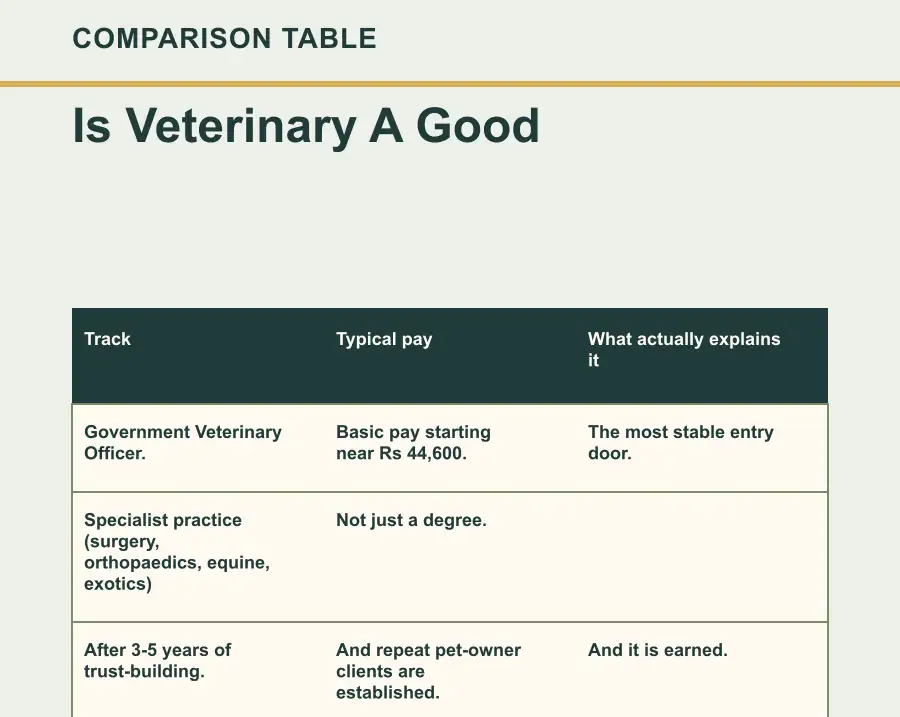 COMPARISON TABLE
Is Veterinary A Good
Track
Typical pay
What actually explains
it
Government Veterinary
Officer.
Basic pay starting
near Rs 44,600.
The most stable entry
door.
Specialist practice
(surgery,
orthopaedics, equine,
exotics)
Not just a degree.
After 3-5 years of
trust-building.
And repeat pet-owner
clients are
established.
And it is earned.